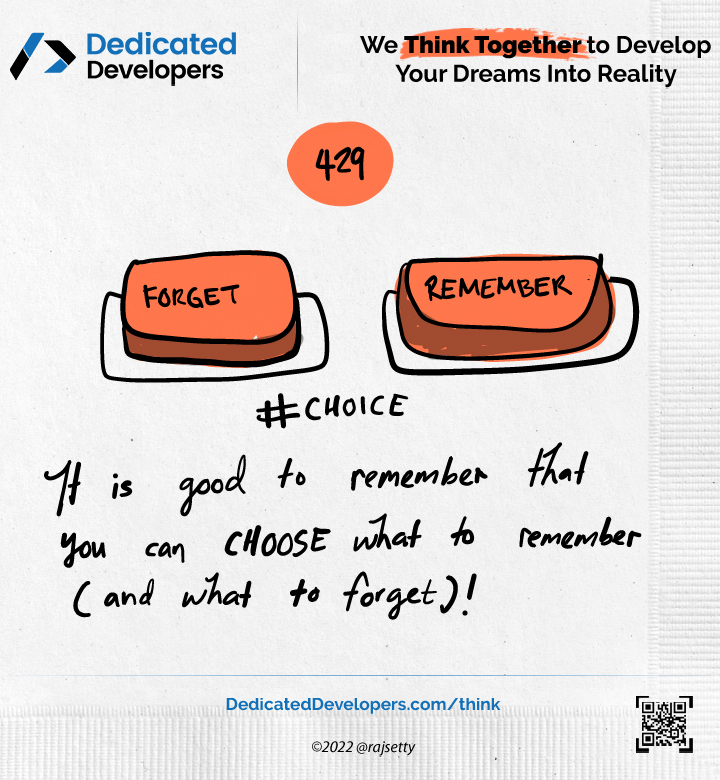 Dedicated
Developers
We Think Together to Develop
Your Dreams Into Reality
429
FORGET
REMEMBER
#CHOICE
It is good to remember that
you can CHOOSE what to remember
(and what to forget)!
DedicatedDevelopers.com/think
©2022 @rajsetty